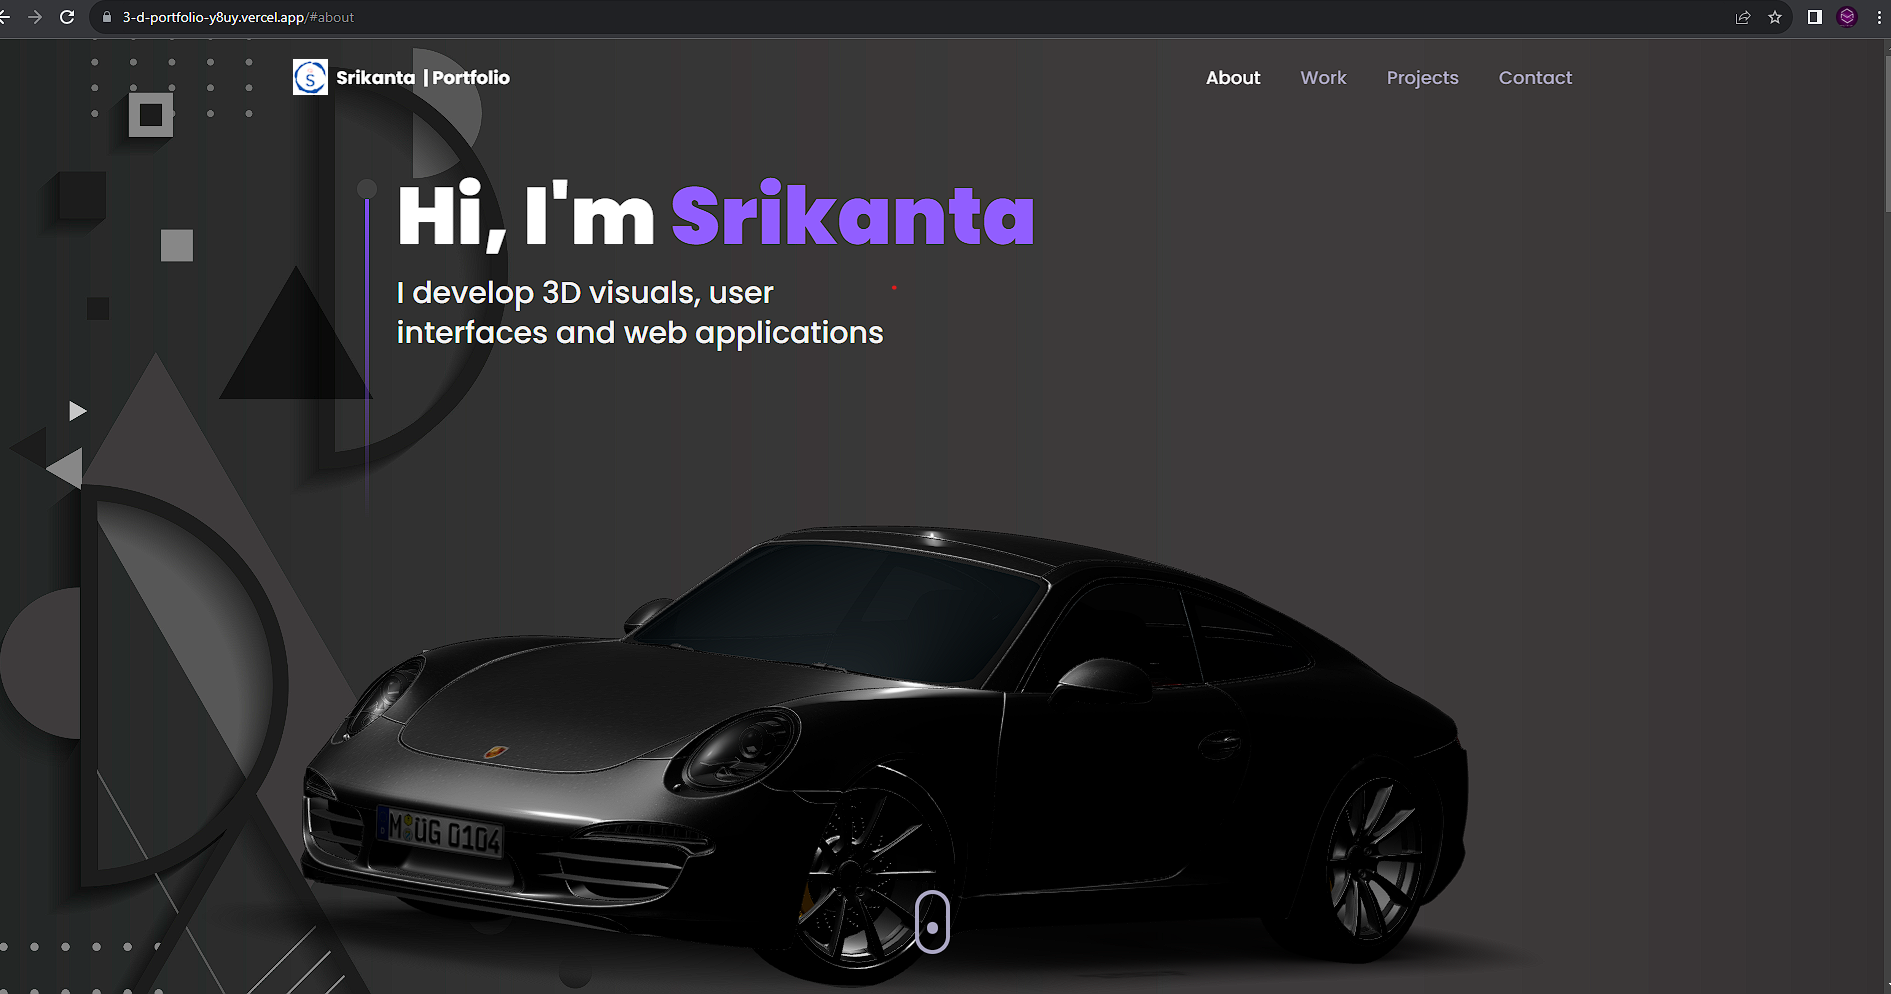 3-d-portfolio-y8uy.vercel.app/#about
S
Srikanta | Portfolio
About
Work
Projects
Contact
Hi, I'm Srikanta
I develop 3D visuals, user
interfaces and web applications
M ÜG 0104